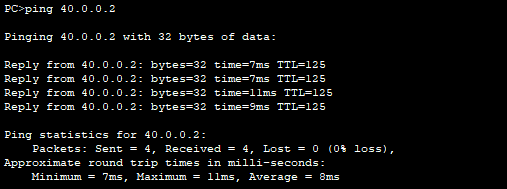 PC>ping 40.0.0.2
Pinging 40.0.0.2 with 32 bytes of data:
Reply from 40.0.0.2: bytes=32 time=7ms TTL=125
Reply from 40.0.0.2: bytes=32 time=7ms TTL=125
Reply from 40.0.0.2: bytes=32 time=11ms TTL=125
Reply from 40.0.0.2: bytes=32 time=9ms TTL=125
Ping statistics for 40.0.0.2:
    Packets: Sent = 4, Received = 4, Lost = 0 (0% loss),
Approximate round trip times in milli-seconds:
    Minimum = 7ms, Maximum = 11ms, Average = 8ms